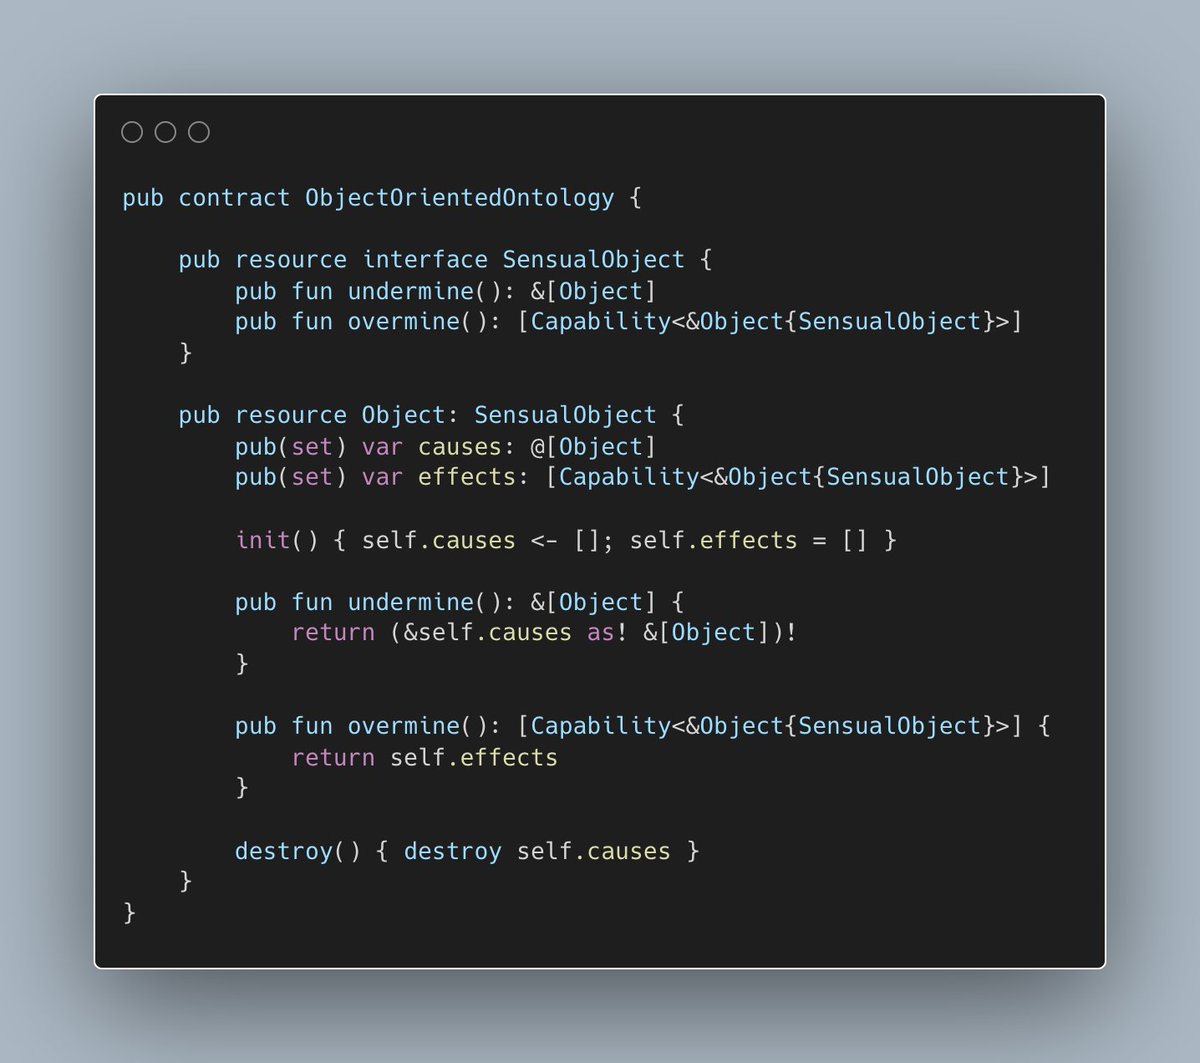 pub contract ObjectOrientedOntology {
    pub resource interface SensualObject {
        pub fun undermine(): &[Object]
        pub fun overmine(): [Capability<&Object{SensualObject}>]
    }
    pub resource Object: SensualObject {
        pub(set) var causes: @[Object]
        pub(set) var effects: [Capability<&Object{SensualObject}>]
        init() { self.causes <- []; self.effects = [] }
        pub fun undermine(): &[Object] {
            return (&self.causes as! &[Object])!
        }
        pub fun overmine(): [Capability<&Object{SensualObject}>] {
            return self.effects
        }
        destroy() { destroy self.causes }
    }
}